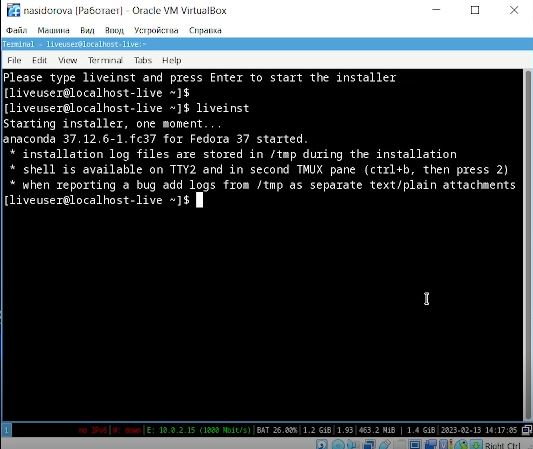 nasidorova [Работает] - Oracle VM VirtualBox
Файл Машина Вид Ввод Устройства Справка
Terminal - liveuser@localhost-live:~
File Edit View Terminal Tabs Help
Please type liveinst and press Enter to start the installer
[liveuser@localhost-live ~]$
[liveuser@localhost-live ~]$ liveinst
Starting installer, one moment...
anaconda 37.12.6-1.fc37 for Fedora 37 started.
* installation log files are stored in /tmp during the installation
* shell is available on TTY2 and in second TMUX pane (ctrl+b, then press 2)
* when reporting a bug add logs from /tmp as separate text/plain attachments
[liveuser@localhost-live ~]$
1 no IPv6 | W: down | E: 10.0.2.15 (1000 Mbit/s) | BAT 26.00% | 1.2 GiB | 1.93 | 463.2 MiB | 1.4 GiB | 2023-02-13 14:17:05
Right Ctrl